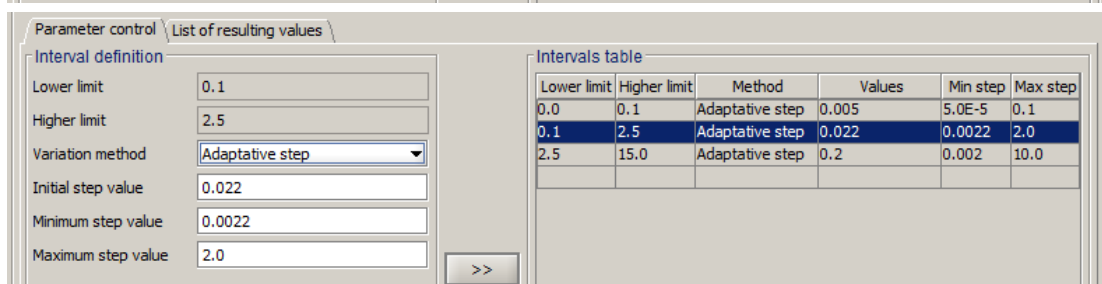 Parameter control List of resulting values
Interval definition
Lower limit 0.1
Higher limit 2.5
Variation method Adaptative step
Initial step value 0.022
Minimum step value 0.0022
Maximum step value 2.0
>>
Intervals table
Lower limit Higher limit Method Values Min step Max step
0.0 0.1 Adaptative step 0.005 5.0E-5 0.1
0.1 2.5 Adaptative step 0.022 0.0022 2.0
2.5 15.0 Adaptative step 0.2 0.002 10.0